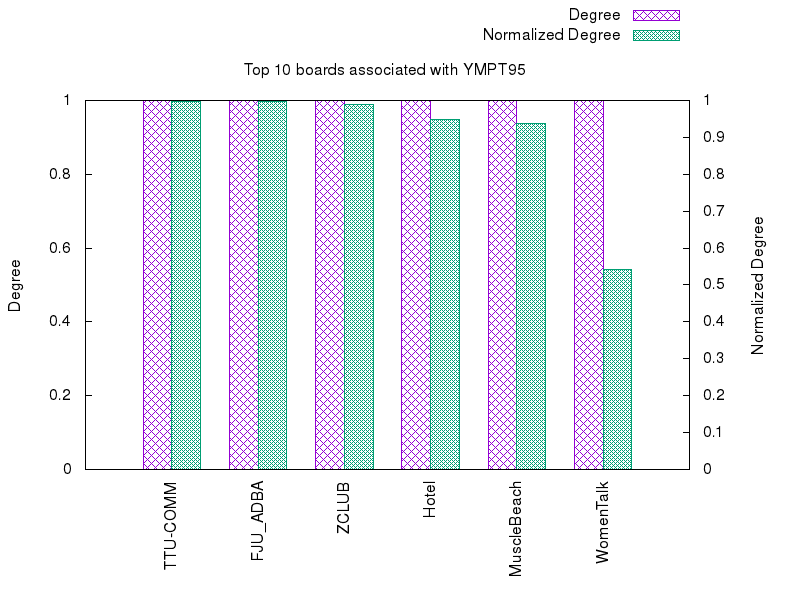 Degree
Normalized Degree
Top 10 boards associated with YMPT95
1
0.8
0.6
0.4
0.2
0
Degree
1
0.9
0.8
0.7
0.6
0.5
0.4
0.3
0.2
0.1
0
Normalized Degree
TTU-COMM
FJU_ADBA
ZCLUB
Hotel
MuscleBeach
WomenTalk